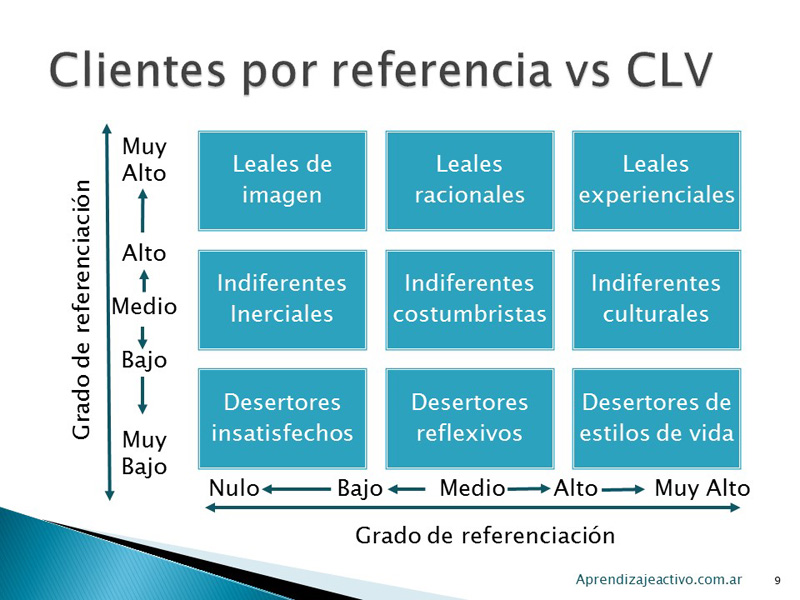 Clientes por referencia vs CLV
Grado de referenciación
Muy
Alto
Alto
Medio
Bajo
Muy
Bajo
Leales de
imagen
Leales
racionales
Leales
experienciales
Indiferentes
Inerciales
Indiferentes
costumbristas
Indiferentes
culturales
Desertores
insatisfechos
Desertores
reflexivos
Desertores de
estilos de vida
Nulo Bajo Medio Alto Muy Alto
Grado de referenciación
Aprendizajeactivo.com.ar 9